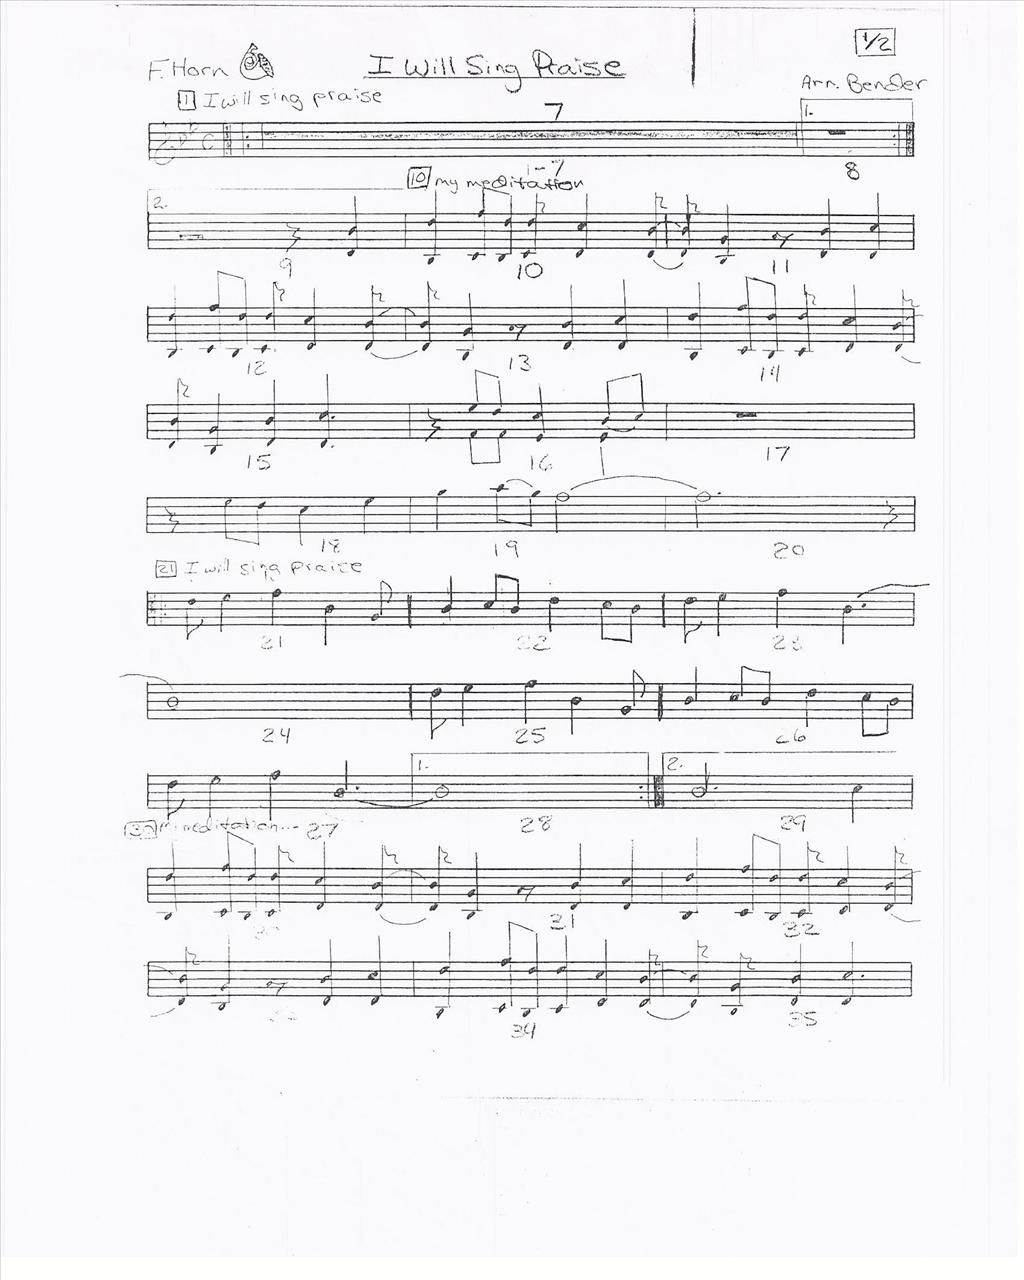 1/2
F. Horn
I Will Sing Praise
Arr. Bender
1 I will sing praise
7
1.
1-7
8
2.
10 my meditation
9 10 11
12 13 14
15 16 17
18 19 20
21 I will sing praise
21 22 23
24 25 26
1. 2.
27 28 29
30 meditation...
30 31 32
34 35